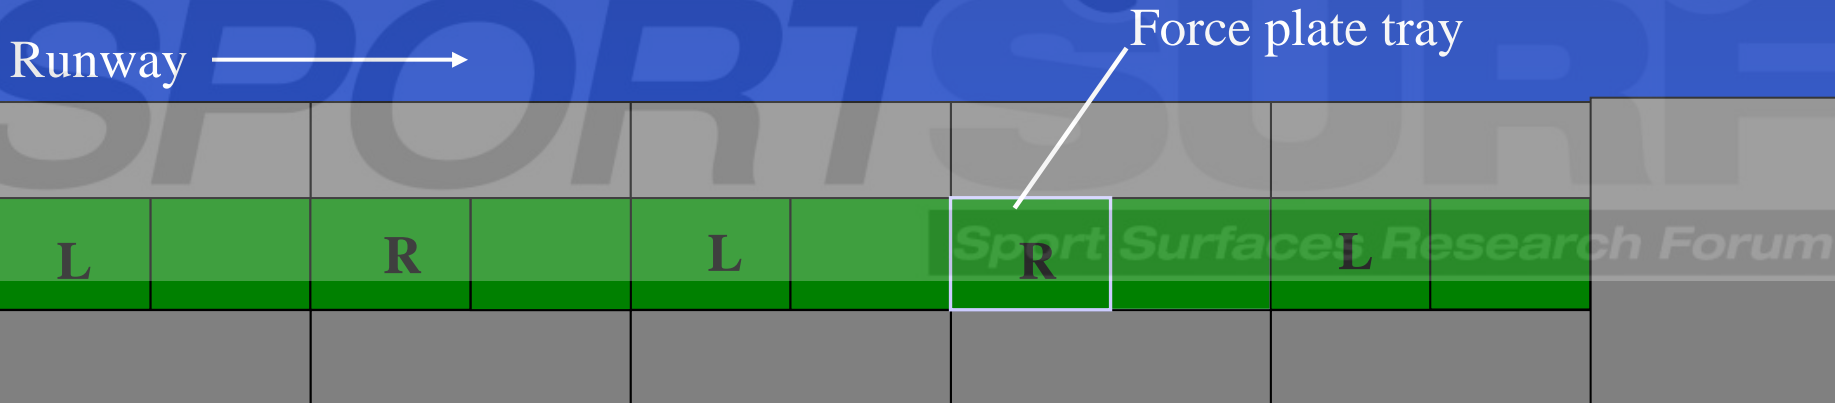 SPORTSURF
Force plate tray
Runway
Sport Surfaces Research Forum
L R L R L